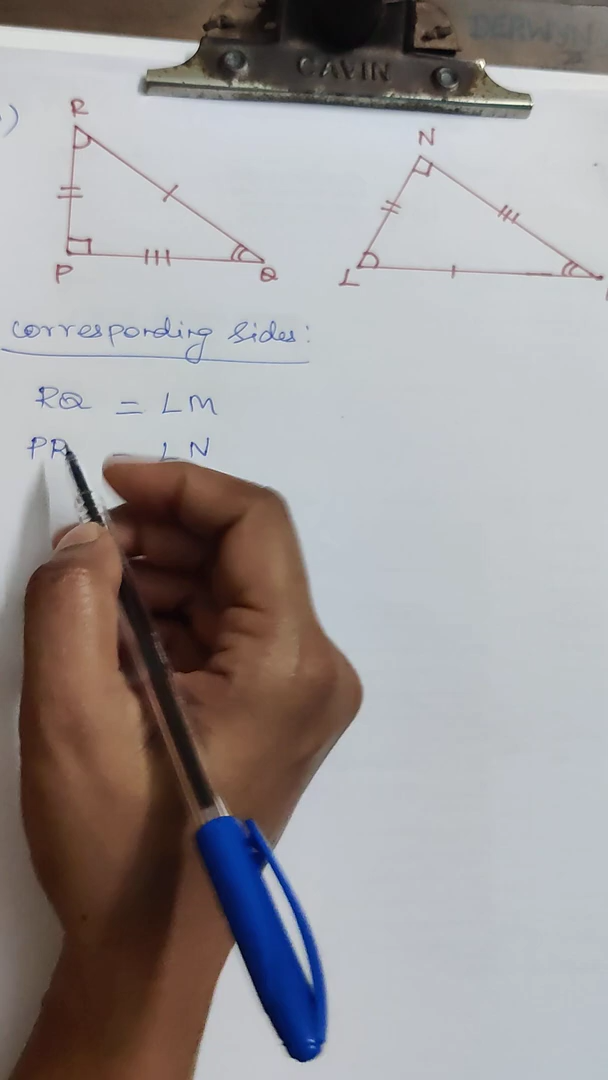 CAVIN
)
R
N
P
Q
L
corresponding sides:
RQ = LM
PR = LN